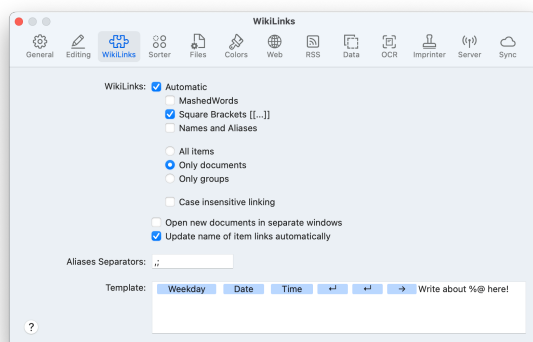 WikiLinks
General Editing WikiLinks Sorter Files Colors Web RSS Data OCR Imprinter Server Sync
WikiLinks: Automatic
MashedWords
Square Brackets [[...]]
Names and Aliases
All items
Only documents
Only groups
Case insensitive linking
Open new documents in separate windows
Update name of item links automatically
Aliases Separators: ,;
Template: Weekday Date Time ↵ ↵ → Write about %@ here!
?